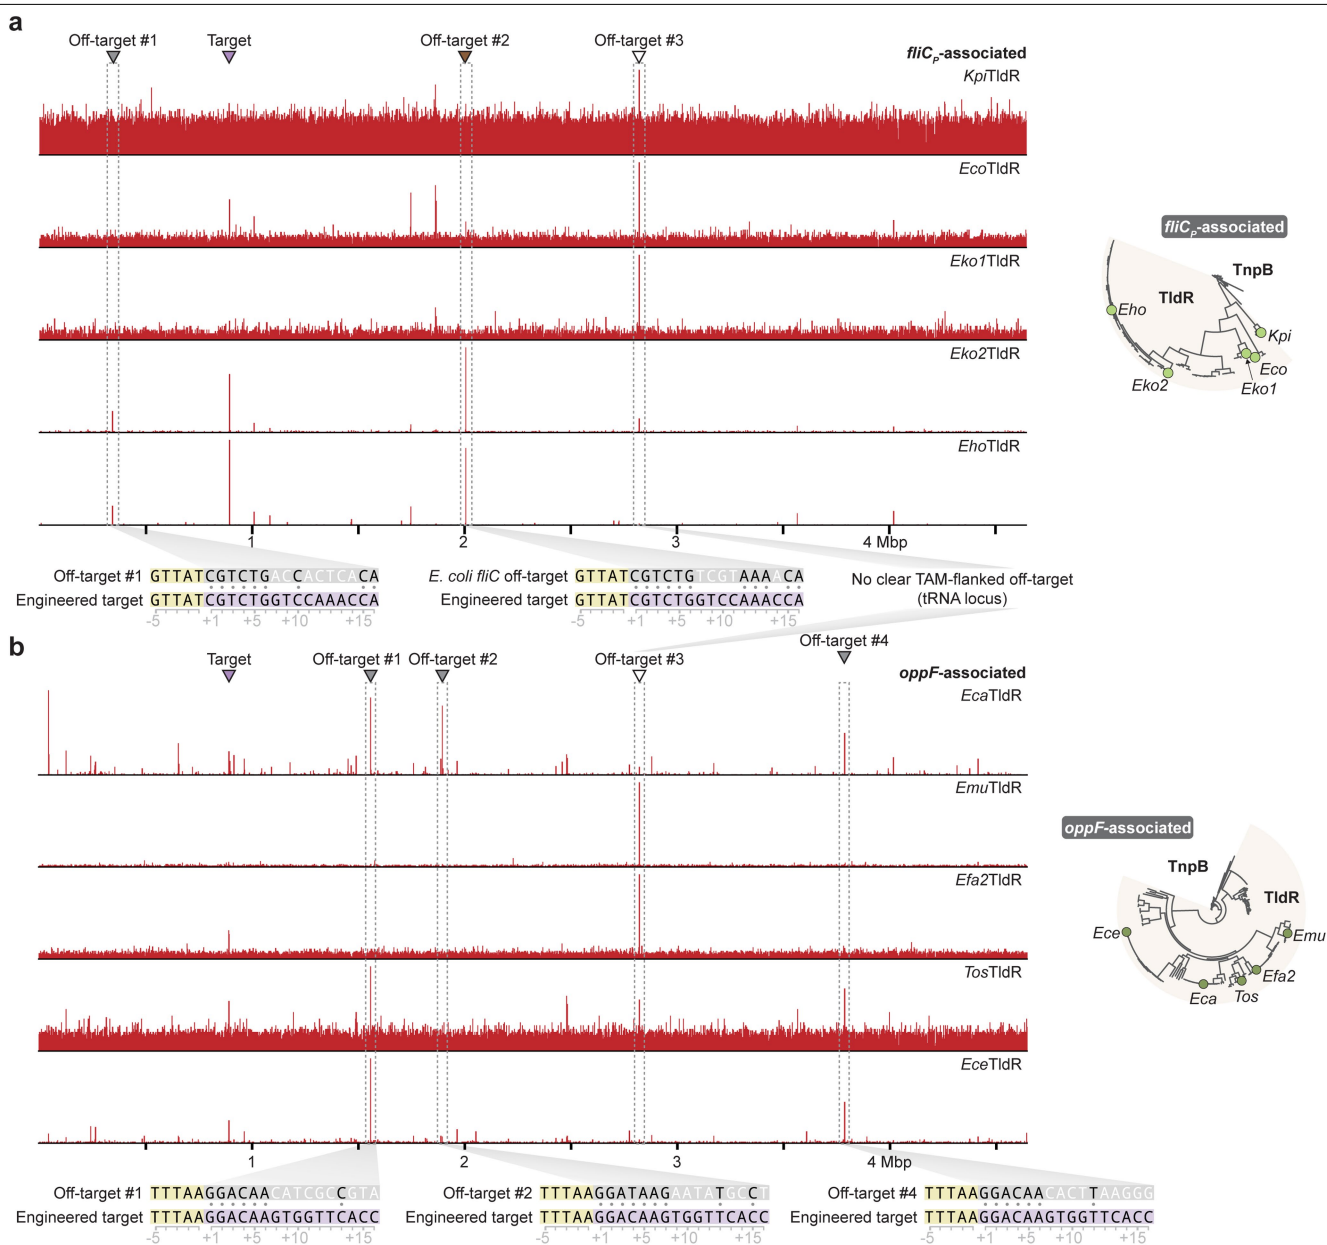 a
Off-target #1 Target Off-target #2 Off-target #3
fliCP-associated
KpiTldR
EcoTldR
Eko1TldR
Eko2TldR
EhoTldR
1 2 3 4 Mbp
fliCP-associated
TnpB
TldR
Eho
Kpi
Eco
Eko2
Eko1
Off-target #1 GTTATCGTCTGACCACTCACA
Engineered target GTTATCGTCTGGTCCAAACCA
-5 +1 +5 +10 +15
E. coli fliC off-target GTTATCGTCTGTCGTAAAACA
Engineered target GTTATCGTCTGGTCCAAACCA
-5 +1 +5 +10 +15
No clear TAM-flanked off-target
(tRNA locus)
b
Target Off-target #1 Off-target #2 Off-target #3 Off-target #4
oppF-associated
EcaTldR
EmuTldR
Efa2TldR
TosTldR
EceTldR
1 2 3 4 Mbp
oppF-associated
TnpB
TldR
Ece
Emu
Efa2
Eca
Tos
Off-target #1 TTTAAGGACAACATCGCCGTA
Engineered target TTTAAGGACAAGTGGTTCACC
-5 +1 +5 +10 +15
Off-target #2 TTTAAGGATAAGAATATGCCT
Engineered target TTTAAGGACAAGTGGTTCACC
-5 +1 +5 +10 +15
Off-target #4 TTTAAGGACAACACTTAAGGG
Engineered target TTTAAGGACAAGTGGTTCACC
-5 +1 +5 +10 +15